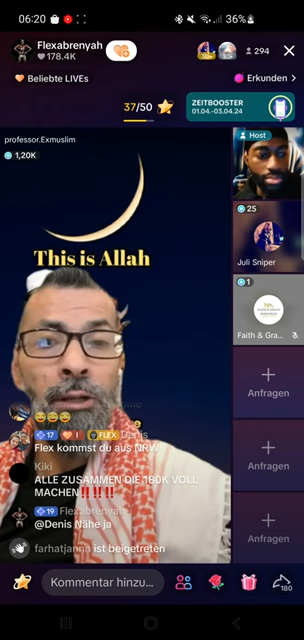 06:20
36%
Flexabrenyah
178.4K
294
Beliebte LIVEs
Erkunden >
37/50
ZEITBOOSTER
01.04.-03.04.24
professor.Exmuslim
1,20K
Host
This is Allah
25
Juli Sniper
1
Faith & Gra...
+
Anfragen
+
Anfragen
+
Anfragen
17 1 FLEX Denis
Flex kommst du aus NRW
Kiki
ALLE ZUSAMMEN DIE 180K VOLL
MACHEN‼️‼️‼️
19 Flexabrenyah
@Denis Nähe ja
farhatjanna ist beigetreten
Kommentar hinzu...
180